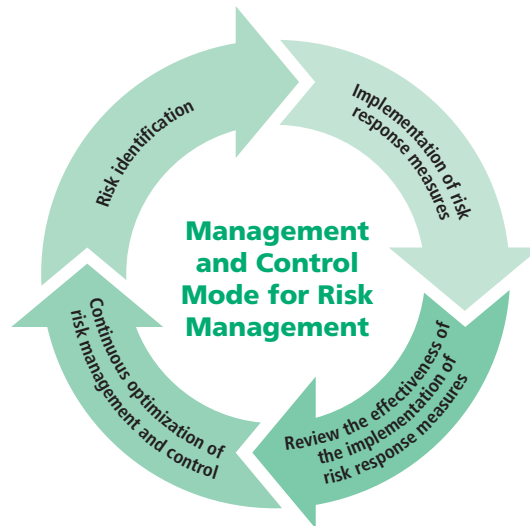 Management
and Control
Mode for Risk
Management
Risk identification
Implementation of risk
response measures
Review the effectiveness of
the implementation of
risk response measures
Continuous optimization of
risk management and control